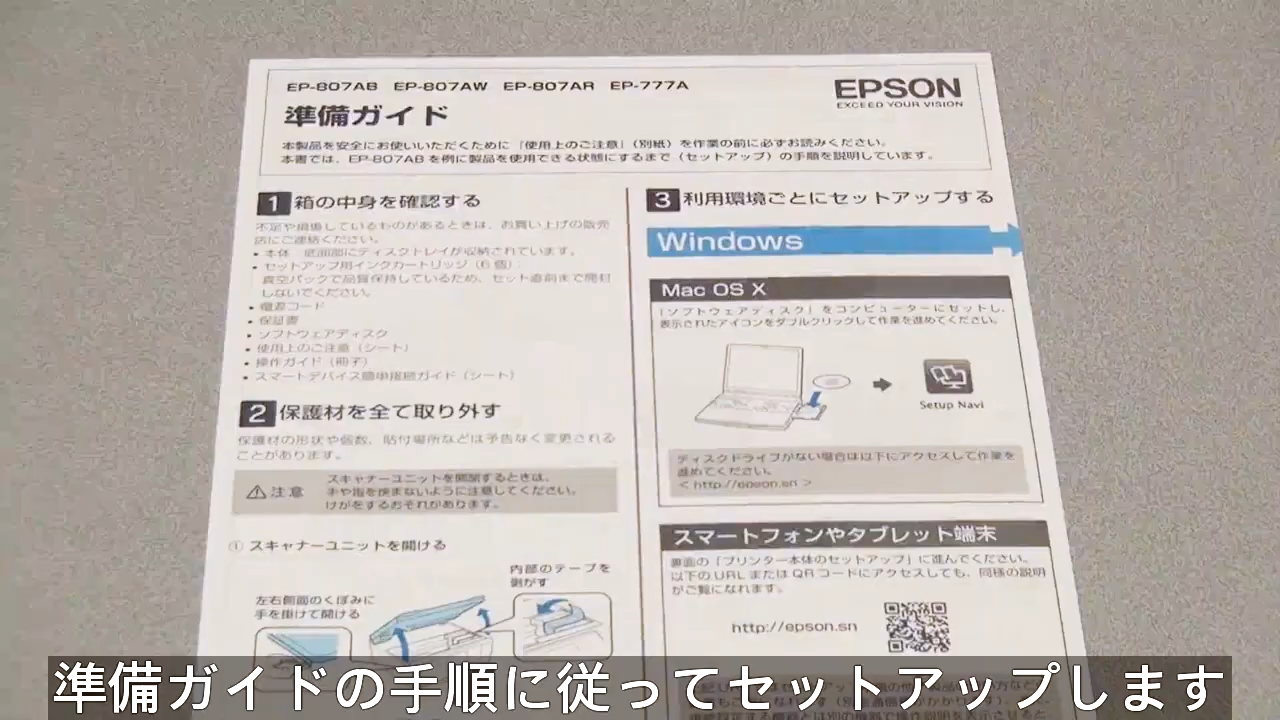 EP-807AB EP-807AW EP-807AR EP-777A
EPSON
EXCEED YOUR VISION
準備ガイド
本製品を安全にお使いいただくために『使用上のご注意』(別紙)を作業の前に必ずお読みください。
本書では、EP-807ABを例に製品を使用できる状態にするまで(セットアップ)の手順を説明しています。
1 箱の中身を確認する
不足や損傷しているものがあるときは、お買い上げの販売
店にご連絡ください。
• 本体 底面部にディスクトレイが収納されています。
• セットアップ用インクカートリッジ(6個)
真空パックで品質保持しているため、セット直前まで開封
しないでください。
• 電源コード
• 保証書
• ソフトウェアディスク
• 使用上のご注意(シート)
• 操作ガイド(冊子)
• スマートデバイス簡単接続ガイド(シート)
2 保護材を全て取り外す
保護材の形状や個数、貼付場所などは予告なく変更される
ことがあります。
注意
スキャナーユニットを開閉するときは、
手や指を挟まないように注意してください。
けがをするおそれがあります。
① スキャナーユニットを開ける
左右側面のくぼみに
手を掛けて開ける
内部のテープを
剥がす
3 利用環境ごとにセットアップする
Windows
Mac OS X
『ソフトウェアディスク』をコンピューターにセットし、
表示されたアイコンをダブルクリックして作業を進めてください。
Setup Navi
ディスクドライブがない場合は以下にアクセスして作業を
進めてください。
< http://epson.sn >
スマートフォンやタブレット端末
裏面の「プリンター本体のセットアップ」に進んでください。
以下のURLまたはQRコードにアクセスしても、同様の説明
がご覧になれます。
http://epson.sn
準備ガイドの手順に従ってセットアップします